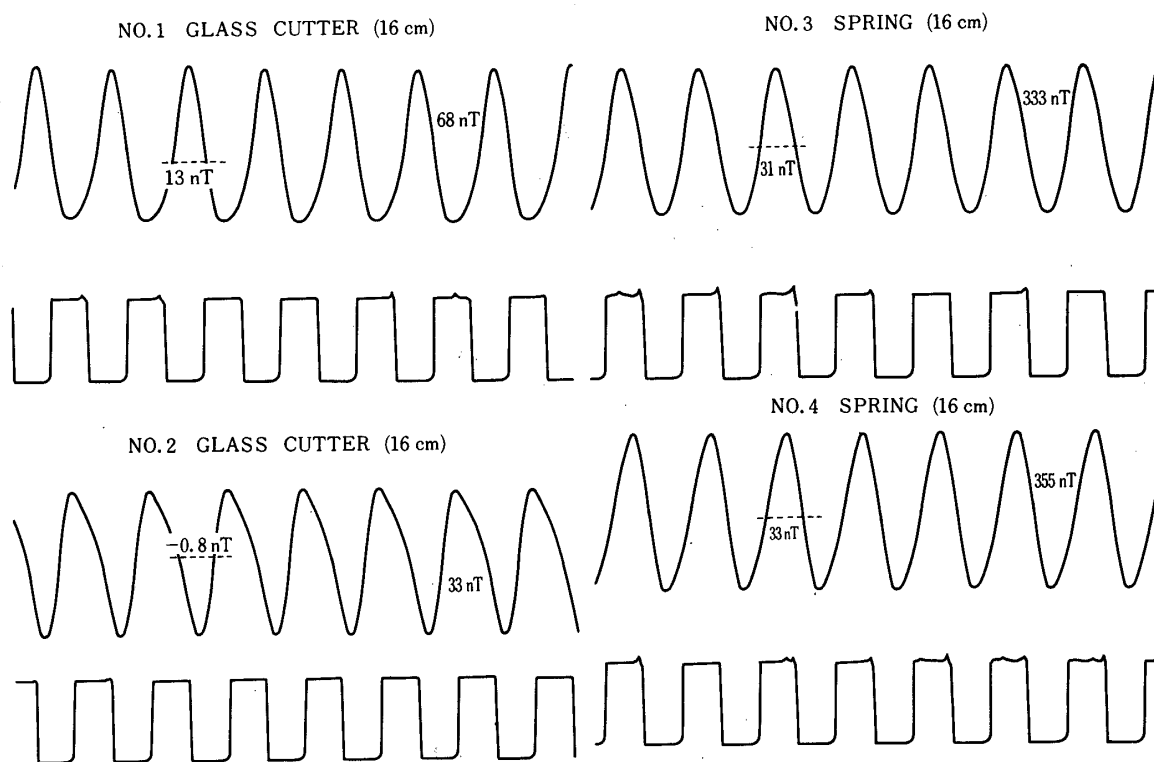 NO. 1 GLASS CUTTER (16 cm)
68 nT
13 nT
NO. 2 GLASS CUTTER (16 cm)
−0.8 nT
33 nT
NO. 3 SPRING (16 cm)
333 nT
31 nT
NO. 4 SPRING (16 cm)
355 nT
33 nT